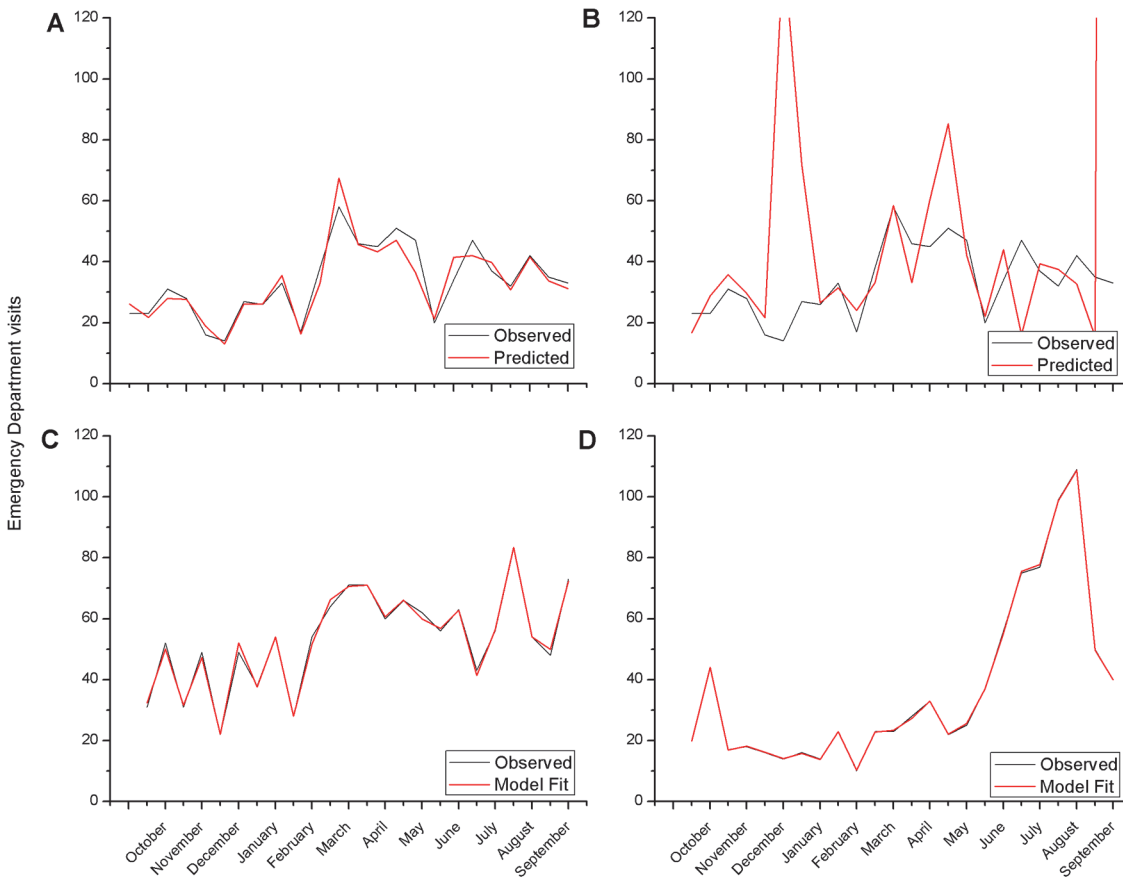 A
120
100
80
60
40
20
0
Observed
Predicted
B
120
100
80
60
40
20
0
Observed
Predicted
Emergency Department visits
C
120
100
80
60
40
20
0
Observed
Model Fit
October
November
December
January
February
March
April
May
June
July
August
September
D
120
100
80
60
40
20
0
Observed
Model Fit
October
November
December
January
February
March
April
May
June
July
August
September